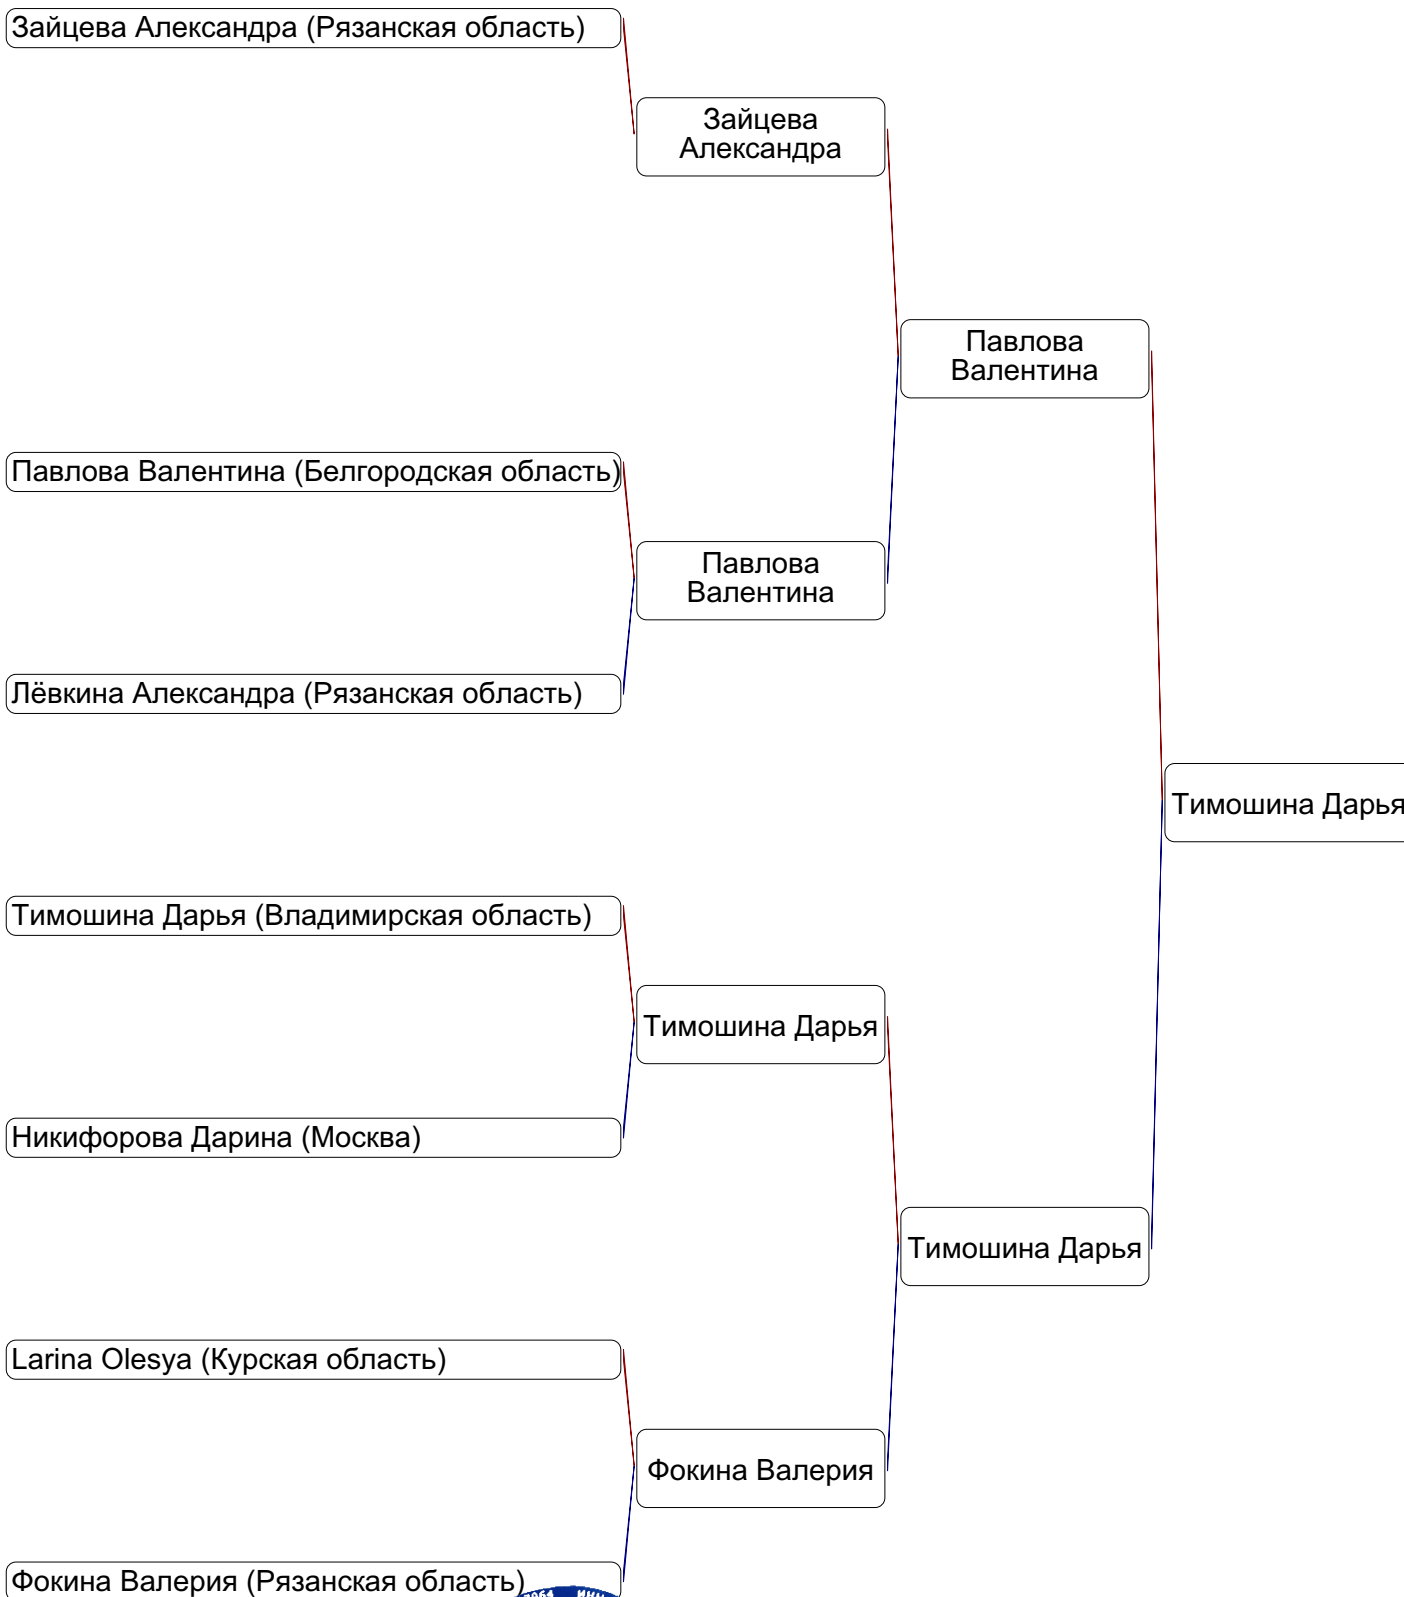 Зайцева Александра (Рязанская область)
Зайцева
Александра
Павлова
Валентина
Павлова Валентина (Белгородская область)
Павлова
Валентина
Лёвкина Александра (Рязанская область)
Тимошина Дарья
Тимошина Дарья (Владимирская область)
Тимошина Дарья
Никифорова Дарина (Москва)
Тимошина Дарья
Larina Olesya (Курская область)
Фокина Валерия
Фокина Валерия (Рязанская область)